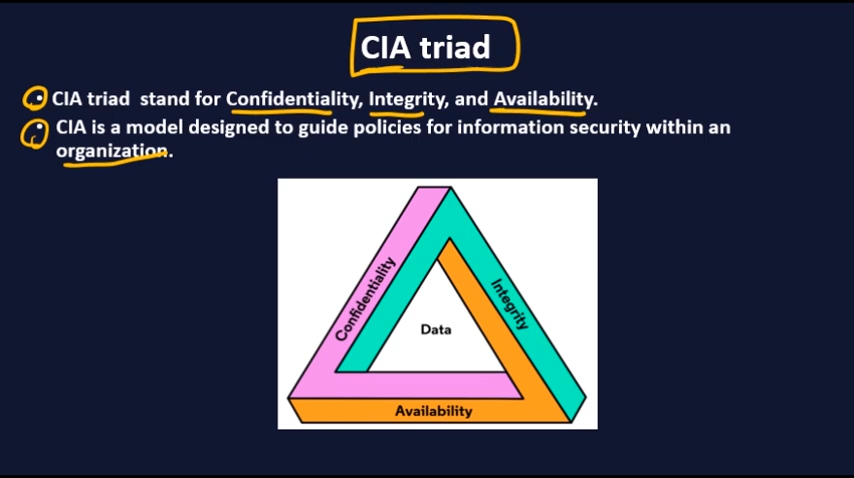 CIA triad
CIA triad stand for Confidentiality, Integrity, and Availability.
CIA is a model designed to guide policies for information security within an
organization.
Confidentiality
Integrity
Data
Availability